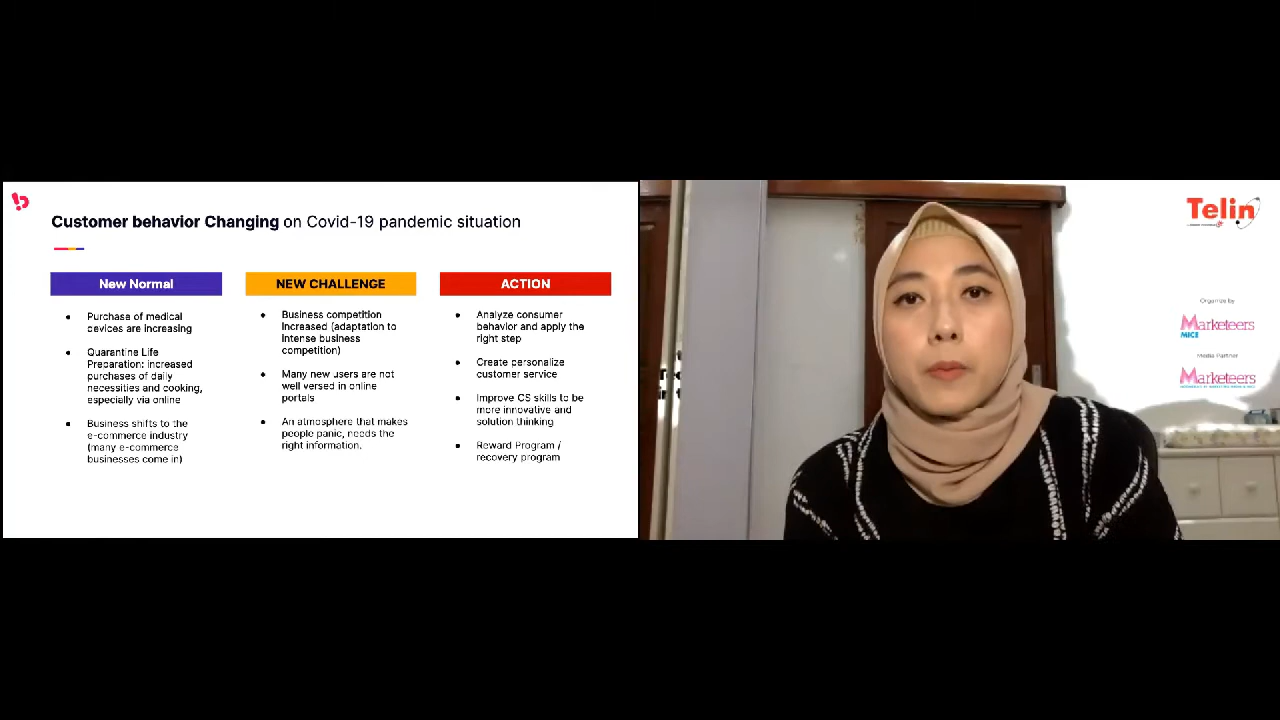 Customer behavior Changing on Covid-19 pandemic situation
New Normal
Purchase of medical
devices are increasing
Quarantine Life
Preparation: increased
purchases of daily
necessities and cooking,
especially via online
Business shifts to the
e-commerce industry
(many e-commerce
businesses come in)
NEW CHALLENGE
Business competition
increased (adaptation to
intense business
competition)
Many new users are not
well versed in online
portals
An atmosphere that makes
people panic, needs the
right information.
ACTION
Analyze consumer
behavior and apply the
right step
Create personalize
customer service
Improve CS skills to be
more innovative and
solution thinking
Reward Program /
recovery program
Telin
Organize by
Marketeers
MICE
Media Partner
Marketeers